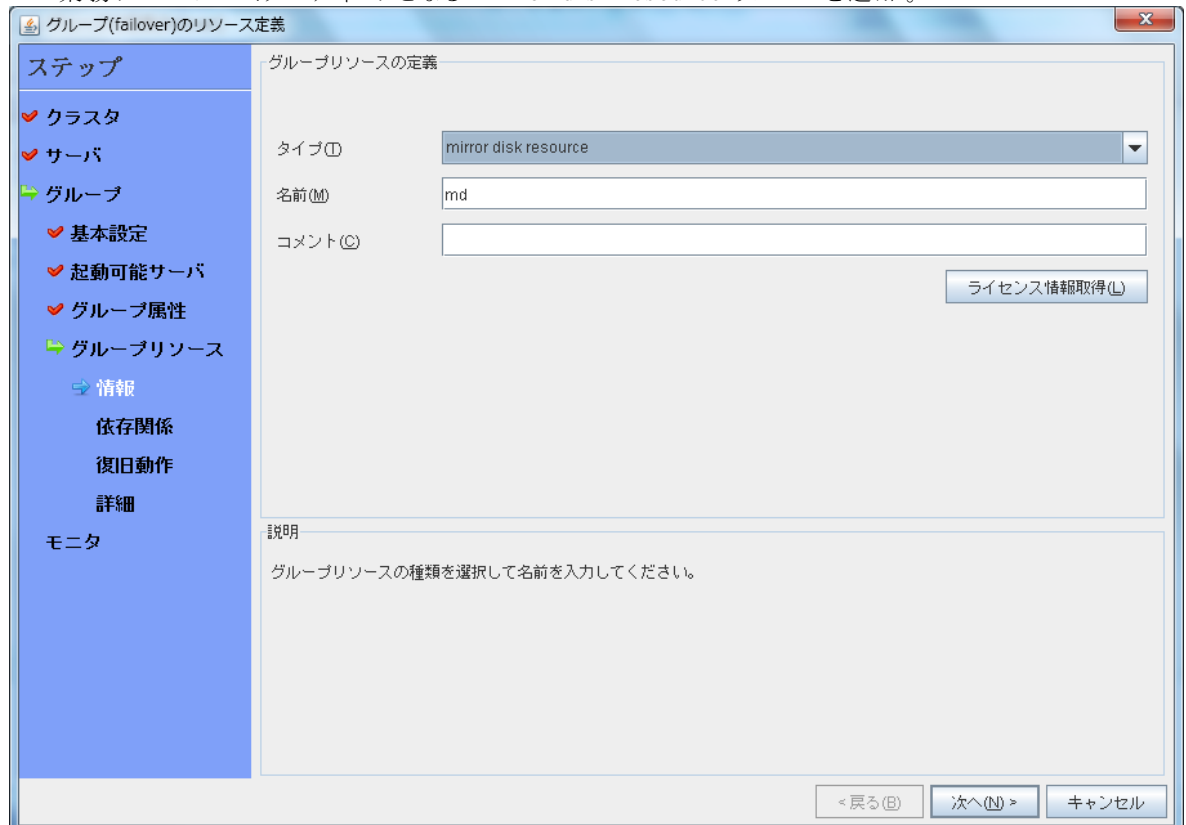 グループ(failover)のリソース定義
ステップ
クラスタ
サーバ
グループ
基本設定
起動可能サーバ
グループ属性
グループリソース
情報
依存関係
復旧動作
詳細
モニタ
グループリソースの定義
タイプ(T)
mirror disk resource
名前(M)
md
コメント(C)
ライセンス情報取得(L)
説明
グループリソースの種類を選択して名前を入力してください。
<戻る(B)
次へ(N) >
キャンセル